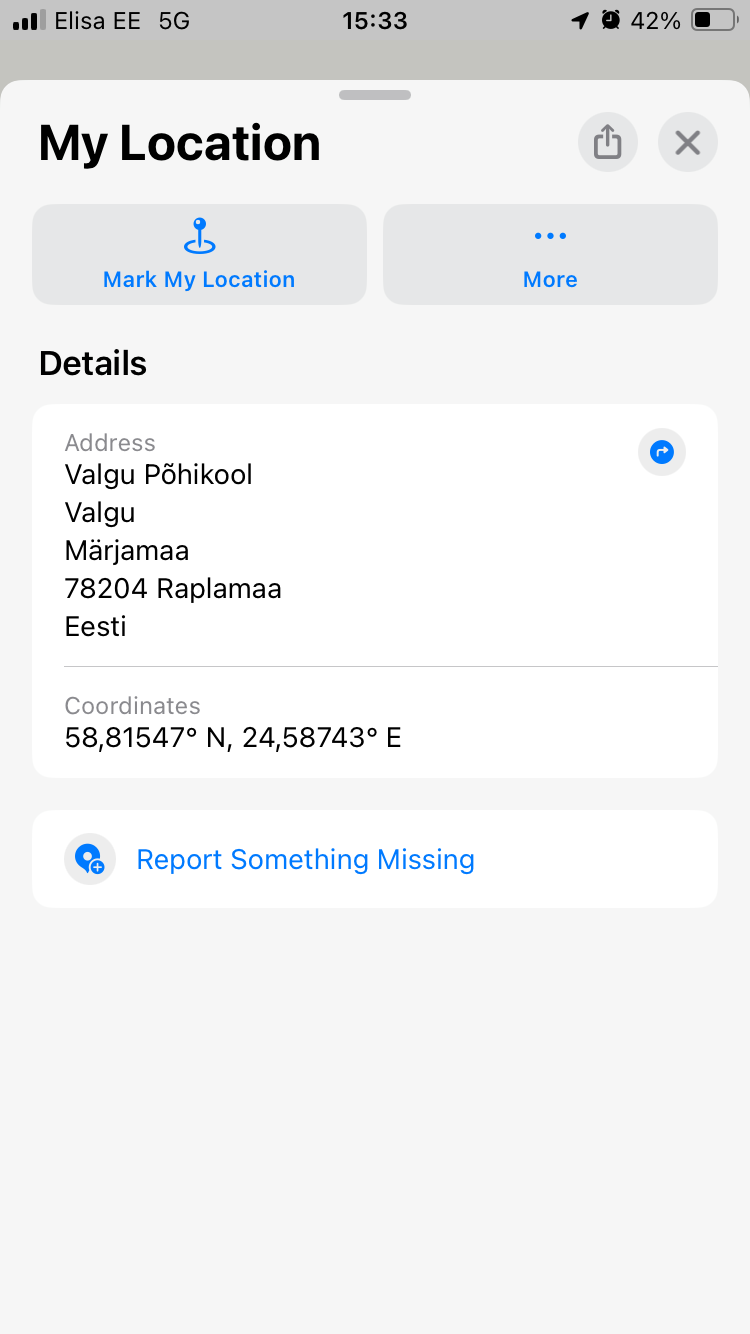 Elisa EE 5G 15:33 42%
My Location
Mark My Location
More
Details
Address
Valgu Põhikool
Valgu
Märjamaa
78204 Raplamaa
Eesti
Coordinates
58,81547° N, 24,58743° E
Report Something Missing